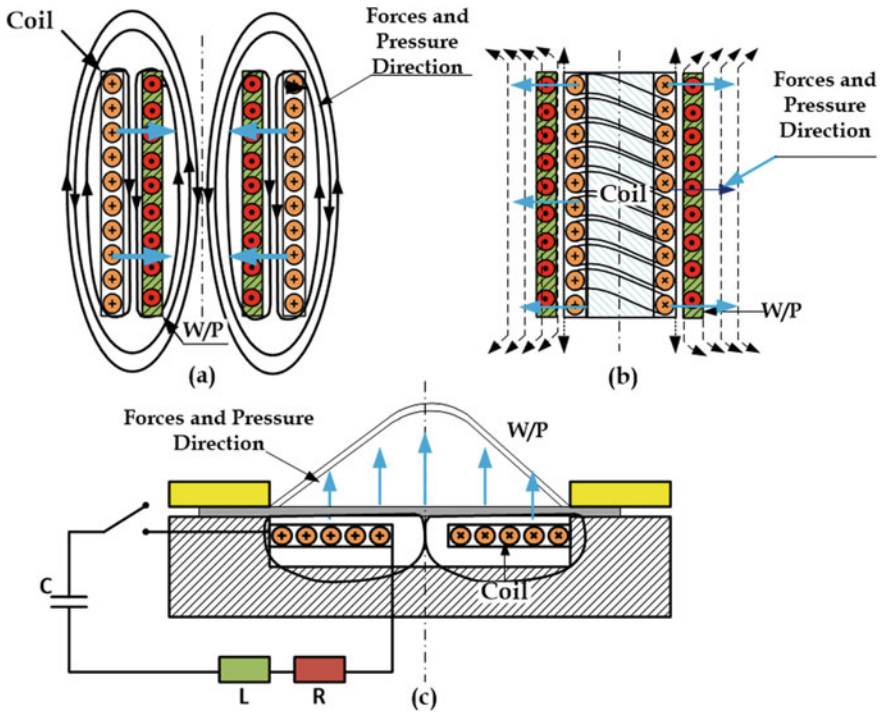 Coil
Forces and
Pressure
Direction
W/P
(a)
Forces and
Pressure
Direction
Coil
W/P
(b)
Forces and Pressure
Direction
W/P
Coil
C
L
R
(c)